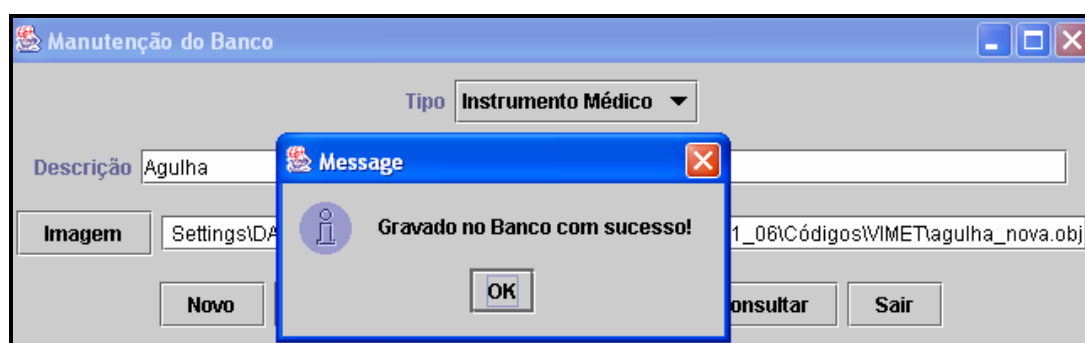 Manutenção do Banco
Tipo Instrumento Médico
Descrição Agulha
Message
Gravado no Banco com sucesso!
Imagem Settings\DA 1_06\Códigos\VIMET\agulha_nova.obj
OK
Novo onsultar Sair